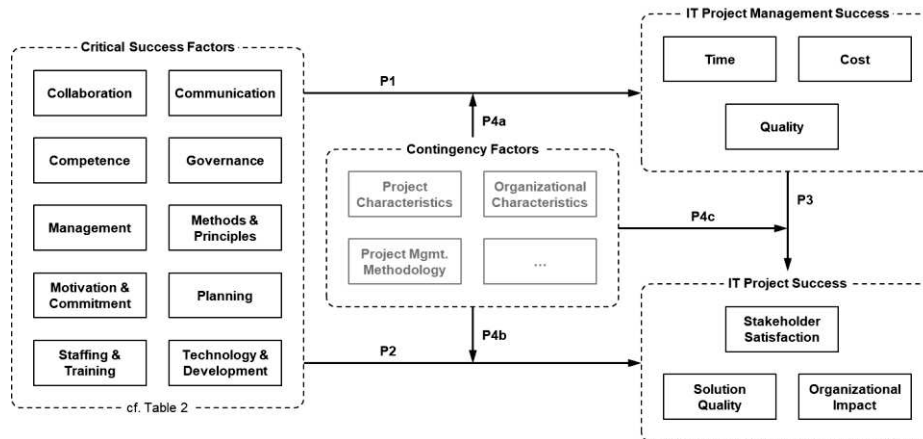 Critical Success Factors
Collaboration
Communication
Competence
Governance
Management
Methods &
Principles
Motivation &
Commitment
Planning
Staffing &
Training
Technology &
Development
cf. Table 2
P1
P4a
Contingency Factors
Project
Characteristics
Organizational
Characteristics
Project Mgmt.
Methodology
...
P4b
P2
P4c
IT Project Management Success
Time
Cost
Quality
P3
IT Project Success
Stakeholder
Satisfaction
Solution
Quality
Organizational
Impact